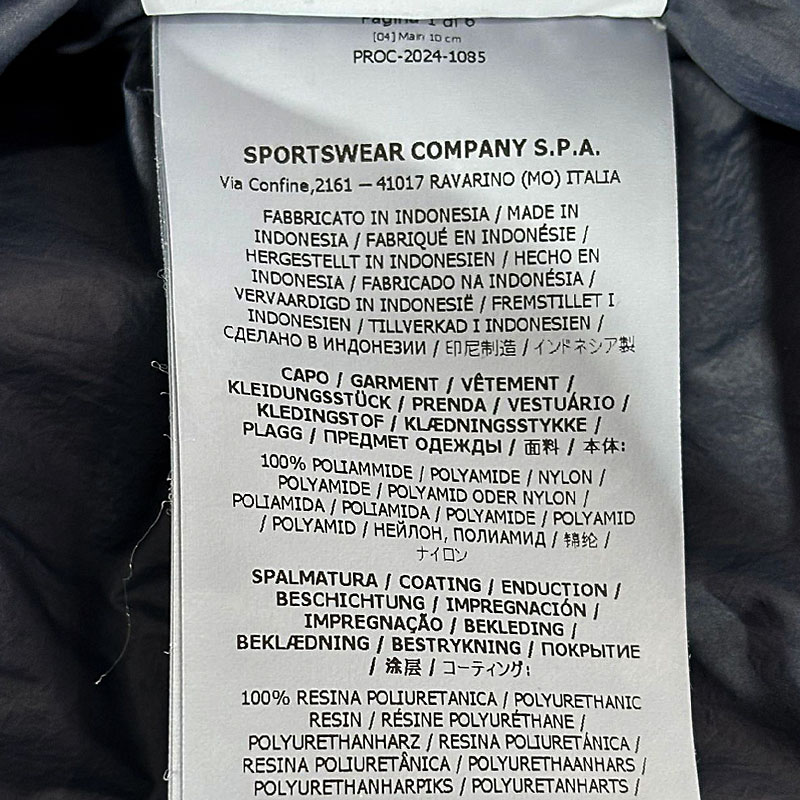 Pagina 1 di 6
[04] Main 10 cm
PROC-2024-1085
SPORTSWEAR COMPANY S.P.A.
Via Confine,2161 — 41017 RAVARINO (MO) ITALIA
FABBRICATO IN INDONESIA / MADE IN
INDONESIA / FABRIQUÉ EN INDONÉSIE /
HERGESTELLT IN INDONESIEN / HECHO EN
INDONESIA / FABRICADO NA INDONÉSIA /
VERVAARDIGD IN INDONESIË / FREMSTILLET I
INDONESIEN / TILLVERKAD I INDONESIEN /
СДЕЛАНО В ИНДОНЕЗИИ / 印尼制造 / インドネシア製
CAPO / GARMENT / VÊTEMENT /
KLEIDUNGSSTÜCK / PRENDA / VESTUÁRIO /
KLEDINGSTOF / KLÆDNINGSSTYKKE /
PLAGG / ПРЕДМЕТ ОДЕЖДЫ / 面料 / 本体:
100% POLIAMMIDE / POLYAMIDE / NYLON /
POLYAMIDE / POLYAMID ODER NYLON /
POLIAMIDA / POLIAMIDA / POLYAMIDE / POLYAMID
/ POLYAMID / НЕЙЛОН, ПОЛИАМИД / 锦纶 /
ナイロン
SPALMATURA / COATING / ENDUCTION /
BESCHICHTUNG / IMPREGNACIÓN /
IMPREGNAÇÃO / BEKLEDING /
BEKLÆDNING / BESTRYKNING / ПОКРЫТИЕ
/ 涂层 / コーティング:
100% RESINA POLIURETANICA / POLYURETHANIC
RESIN / RÉSINE POLYURÉTHANE /
POLYURETHANHARZ / RESINA POLIURETÁNICA /
RESINA POLIURETÂNICA / POLYURETHAANHARS /
POLYURETHANHARPIKS / POLYURETANHARTS /